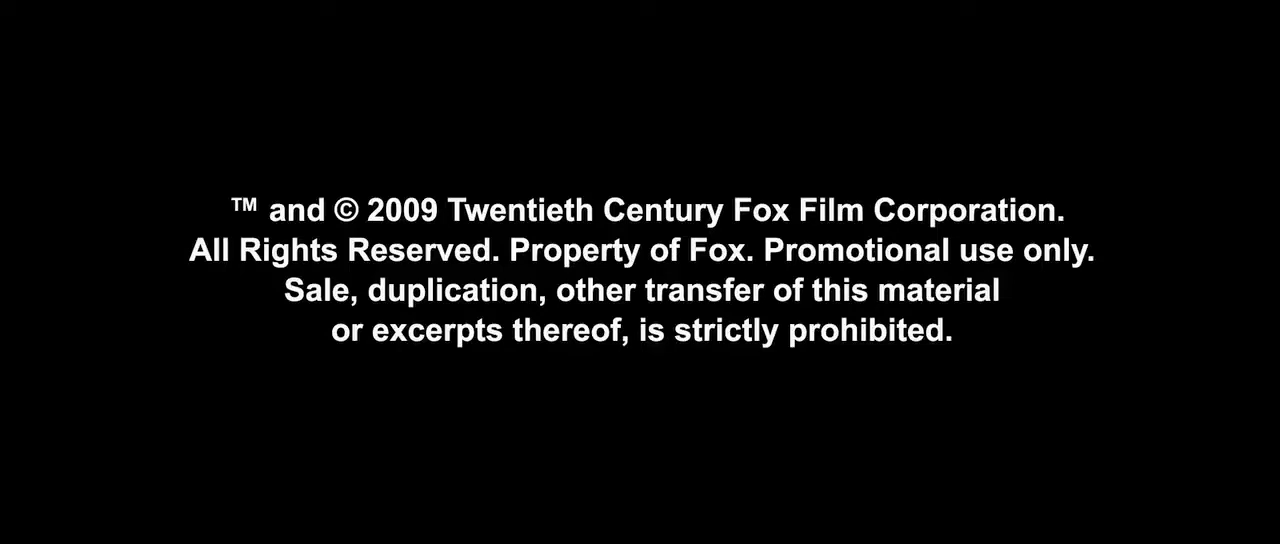 ™ and © 2009 Twentieth Century Fox Film Corporation.
All Rights Reserved. Property of Fox. Promotional use only.
Sale, duplication, other transfer of this material
or excerpts thereof, is strictly prohibited.